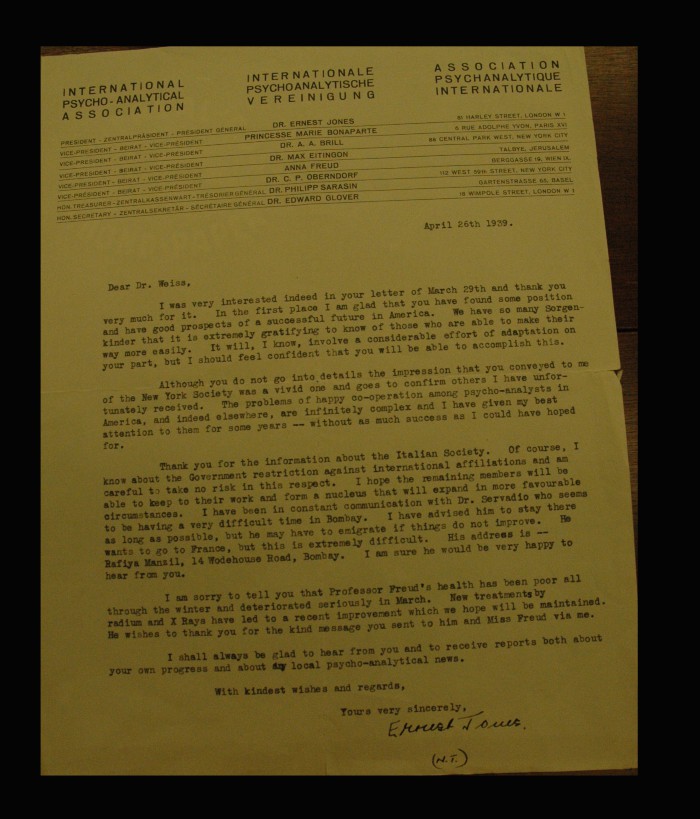 INTERNATIONAL PSYCHO-ANALYTICAL ASSOCIATION
INTERNATIONALE PSYCHOANALYTISCHE VEREINIGUNG
ASSOCIATION PSYCHANALYTIQUE INTERNATIONALE
PRESIDENT - ZENTRALPRÄSIDENT - PRESIDENT GÉNÉRAL DR. ERNEST JONES 81 HARLEY STREET, LONDON W 1
VICE-PRESIDENT - BEIRAT - VICE-PRÉSIDENT PRINCESSE MARIE BONAPARTE 6 RUE ADOLPHE YVON, PARIS XVI
VICE-PRESIDENT - BEIRAT - VICE-PRÉSIDENT DR. A. A. BRILL 88 CENTRAL PARK WEST, NEW YORK CITY
VICE-PRESIDENT - BEIRAT - VICE-PRÉSIDENT DR. MAX EITINGON TALBYE, JERUSALEM
VICE-PRESIDENT - BEIRAT - VICE-PRÉSIDENT ANNA FREUD BERGGASSE 19, WIEN IX.
VICE-PRESIDENT - BEIRAT - VICE-PRÉSIDENT DR. C. P. OBERNDORF 112 WEST 59th STREET, NEW YORK CITY
HON. TREASURER - ZENTRALKASSENWART - TRÉSORIER GÉNÉRAL DR. PHILIPP SARASIN GARTENSTRASSE 65, BASEL
HON. SECRETARY - ZENTRALSEKRETÄR - SÉCRÉTAIRE GÉNÉRAL DR. EDWARD GLOVER 18 WIMPOLE STREET, LONDON W 1
April 26th 1939.
Dear Dr. Weiss,
I was very interested indeed in your letter of March 29th and thank you
very much for it. In the first place I am glad that you have found some position
and have good prospects of a successful future in America. We have so many Sorgen-
kinder that it is extremely gratifying to know of those who are able to make their
way more easily. It will, I know, involve a considerable effort of adaptation on
your part, but I should feel confident that you will be able to accomplish this.
Although you do not go into details the impression that you conveyed to me
of the New York Society was a vivid one and goes to confirm others I have unfor-
tunately received. The problems of happy co-operation among psycho-analysts in
America, and indeed elsewhere, are infinitely complex and I have given my best
attention to them for some years -- without as much success as I could have hoped
for.
Thank you for the information about the Italian Society. Of course, I
know about the Government restriction against international affiliations and am
careful to take no risk in this respect. I hope the remaining members will be
able to keep to their work and form a nucleus that will expand in more favourable
circumstances. I have been in constant communication with Dr. Servadio who seems
to be having a very difficult time in Bombay. I have advised him to stay there
as long as possible, but he may have to emigrate if things do not improve. He
wants to go to France, but this is extremely difficult. His address is --
Rafiya Manzil, 14 Wodehouse Road, Bombay. I am sure he would be very happy to
hear from you.
I am sorry to tell you that Professor Freud's health has been poor all
through the winter and deteriorated seriously in March. New treatments by
radium and X Rays have led to a recent improvement which we hope will be maintained.
He wishes to thank you for the kind message you sent to him and Miss Freud via me.
I shall always be glad to hear from you and to receive reports both about
your own progress and about any local psycho-analytical news.
With kindest wishes and regards,
Yours very sincerely,
Ernest Jones.
(N.T.)